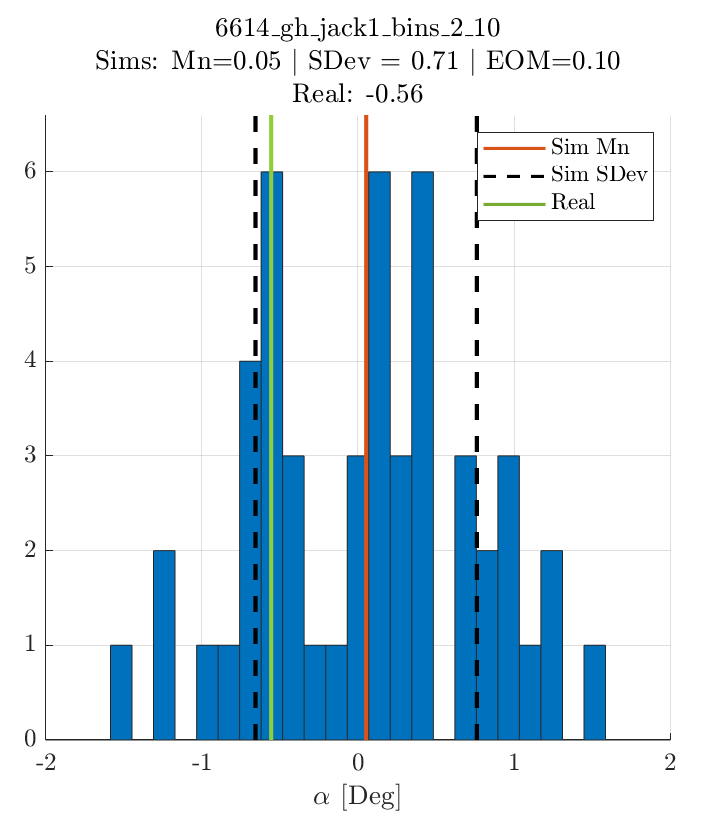 6614_gh_jack1_bins_2_10
Sims: Mn=0.05 | SDev = 0.71 | EOM=0.10
Real: -0.56
Sim Mn
Sim SDev
Real
6
5
4
3
2
1
0
-2 -1 0 1 2
α [Deg]